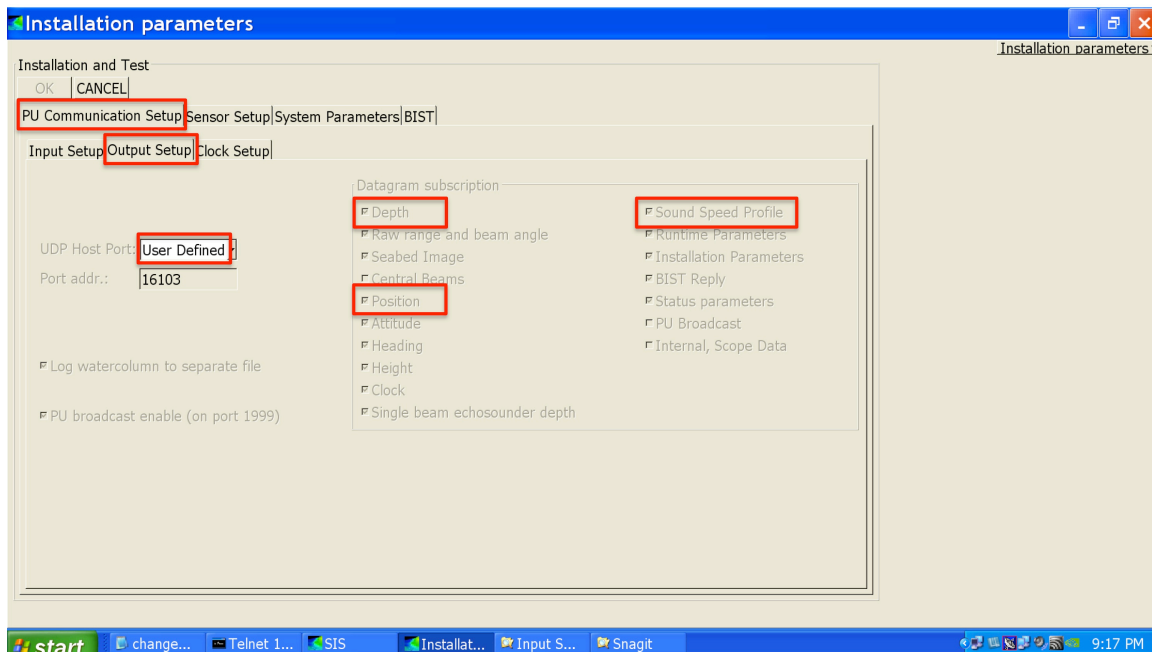 Installation parameters
Installation parameters
Installation and Test
OK CANCEL
PU Communication Setup Sensor Setup System Parameters BIST
Input Setup Output Setup Clock Setup
UDP Host Port: User Defined
Port addr.: 16103
Log watercolumn to separate file
PU broadcast enable (on port 1999)
Datagram subscription
Depth
Raw range and beam angle
Seabed Image
Central Beams
Position
Attitude
Heading
Height
Clock
Single beam echosounder depth
Sound Speed Profile
Runtime Parameters
Installation Parameters
BIST Reply
Status parameters
PU Broadcast
Internal, Scope Data
start change... Telnet 1... SIS Installat... Input S... Snagit 9:17 PM